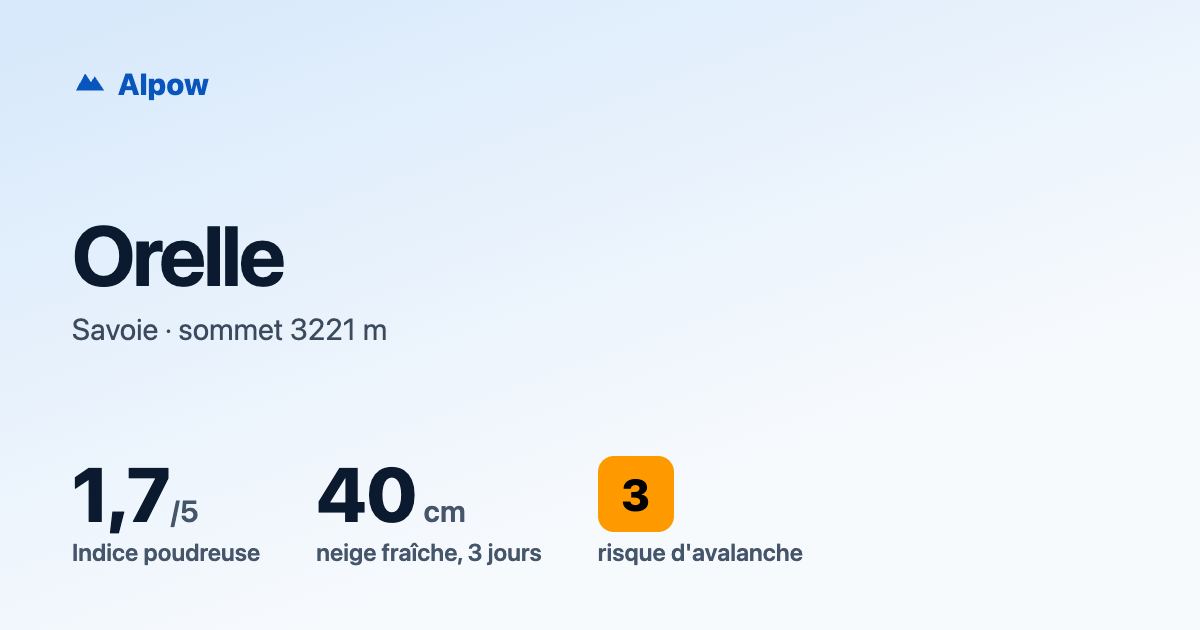 Alpow
Orelle
Savoie · sommet 3221 m
1,7/5
Indice poudreuse
40 cm
neige fraîche, 3 jours
3
risque d'avalanche